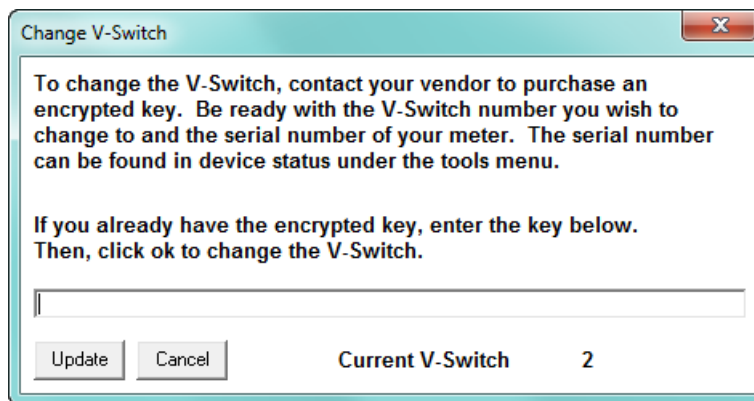 Change V-Switch
To change the V-Switch, contact your vendor to purchase an
encrypted key.  Be ready with the V-Switch number you wish to
change to and the serial number of your meter.  The serial number
can be found in device status under the tools menu.
If you already have the encrypted key, enter the key below.
Then, click ok to change the V-Switch.
Update Cancel Current V-Switch 2